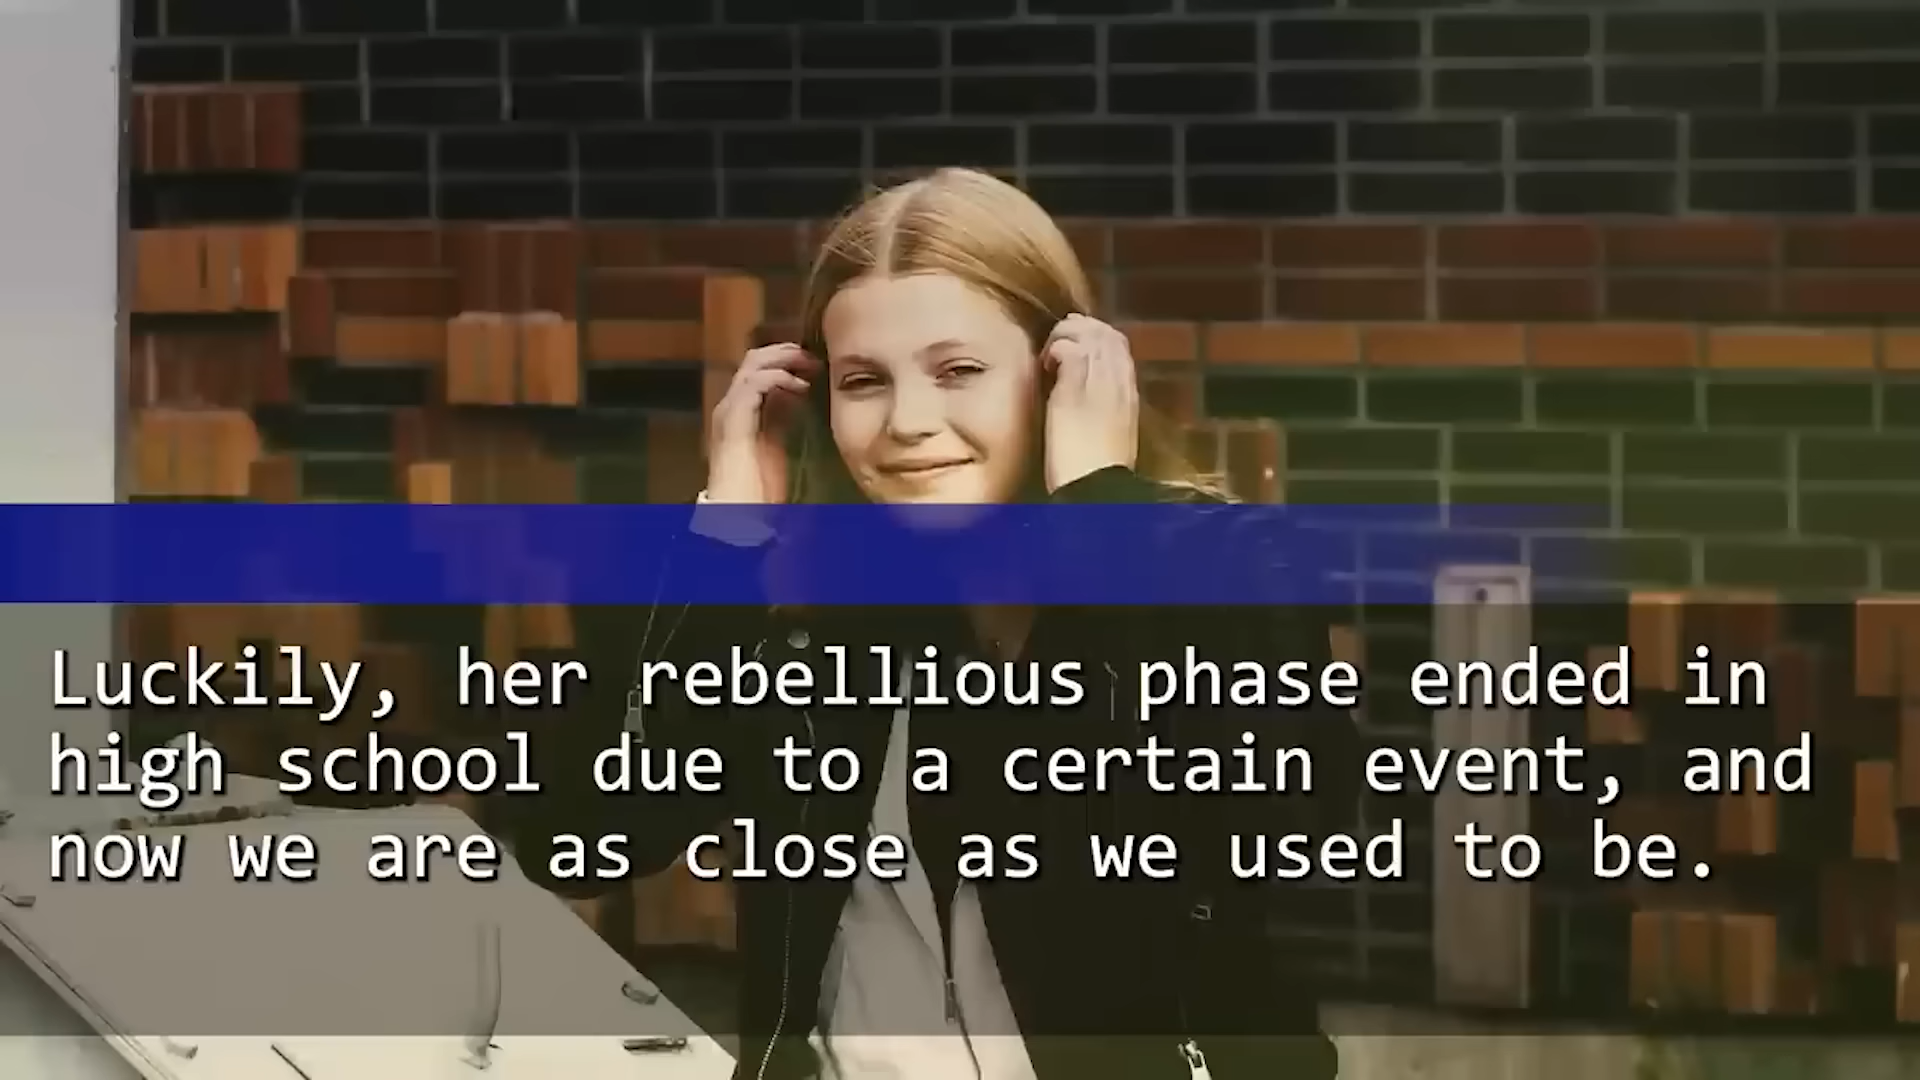 Luckily, her rebellious phase ended in
high school due to a certain event, and
now we are as close as we used to be.